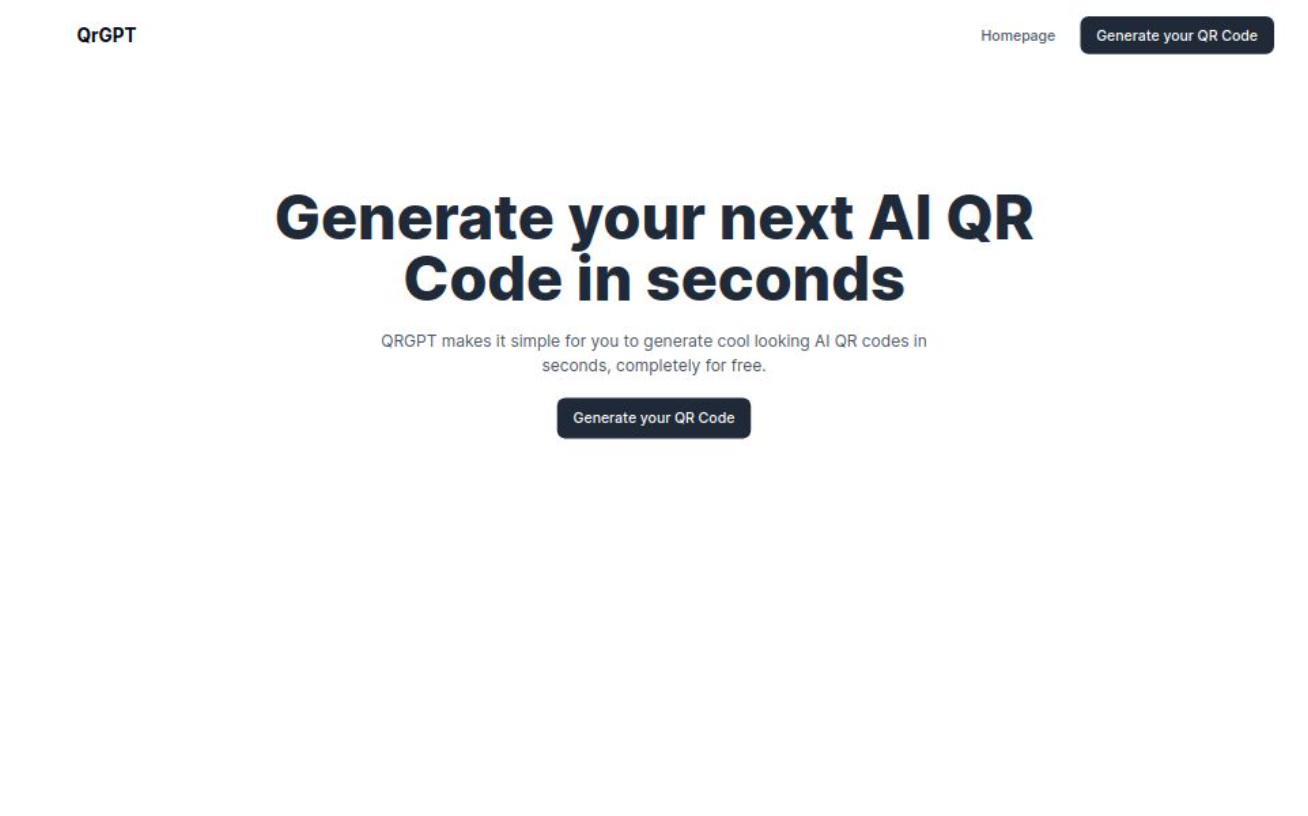 QrGPT
Homepage
Generate your QR Code
Generate your next AI QR
Code in seconds
QRGPT makes it simple for you to generate cool looking AI QR codes in
seconds, completely for free.
Generate your QR Code